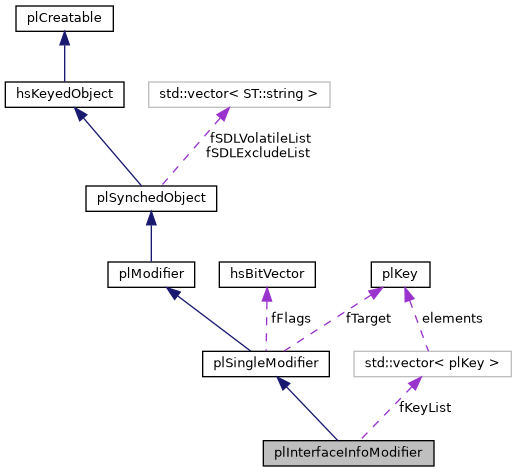 plCreatable
hsKeyedObject
std::vector< ST::string >
fSDLVolatileList
fSDLExcludeList
plSynchedObject
plModifier
hsBitVector
plKey
fFlags
fTarget
elements
plSingleModifier
std::vector< plKey >
fKeyList
plInterfaceInfoModifier